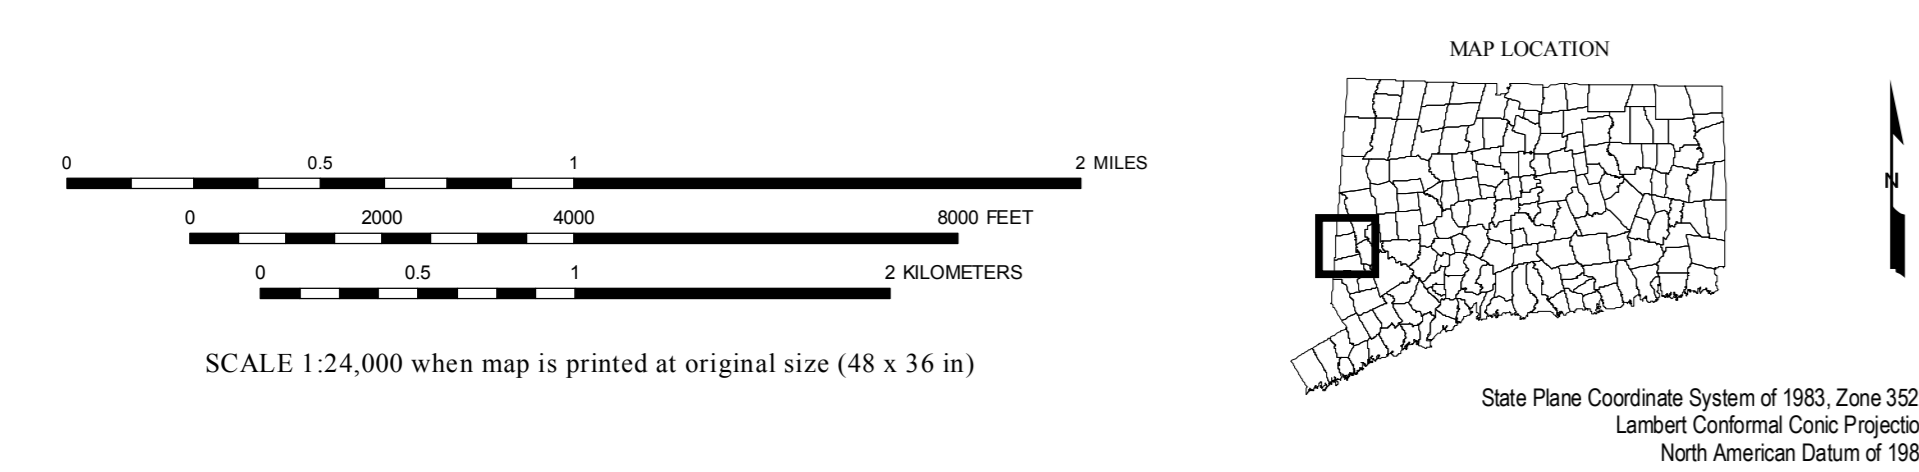 0 0.5 1 2 MILES
0 2000 4000 8000 FEET
0 0.5 1 2 KILOMETERS
SCALE 1:24,000 when map is printed at original size (48 x 36 in)
MAP LOCATION
N
State Plane Coordinate System of 1983, Zone 352
Lambert Conformal Conic Projectio
North American Datum of 198